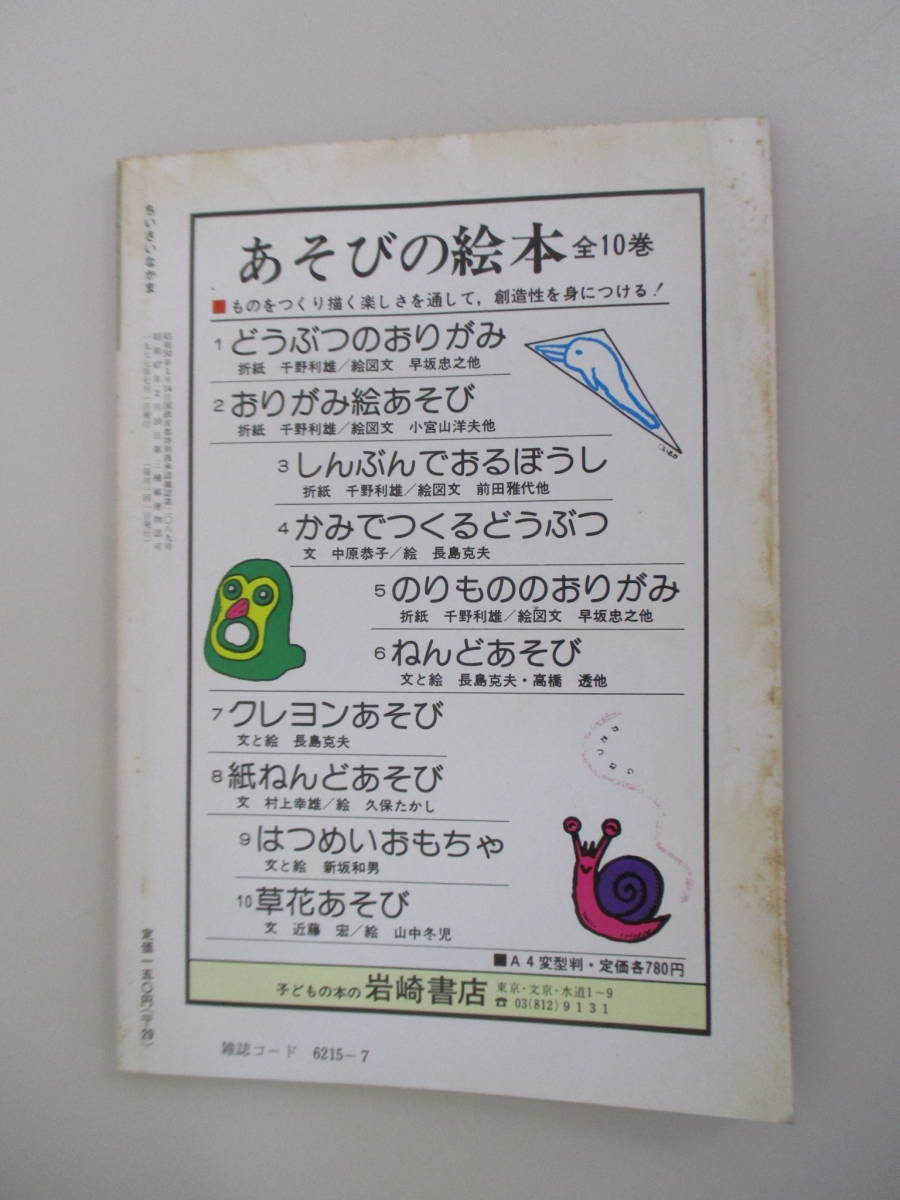 あそびの絵本 全10巻
■ものをつくり描く楽しさを通して，創造性を身につける！
1 どうぶつのおりがみ
折紙 千野利雄／絵図文 早坂忠之他
2 おりがみ絵あそび
折紙 千野利雄／絵図文 小宮山洋夫他
3 しんぶんでおるぼうし
折紙 千野利雄／絵図文 前田雅代他
4 かみでつくるどうぶつ
文 中原恭子／絵 長島克夫
5 のりもののおりがみ
折紙 千野利雄／絵図文 早坂忠之他
6 ねんどあそび
文と絵 長島克夫・高橋 透他
7 クレヨンあそび
文と絵 長島克夫
8 紙ねんどあそび
文 村上幸雄／絵 久保たかし
9 はつめいおもちゃ
文と絵 新坂和男
10 草花あそび
文 近藤 宏／絵 山中冬児
■A4変型判・定価各780円
子どもの本の 岩崎書店
東京・文京・水道1−9
☎ 03(812)9131
ちいさいなかま
定価一五〇円(〒29)
雑誌コード 6215−7